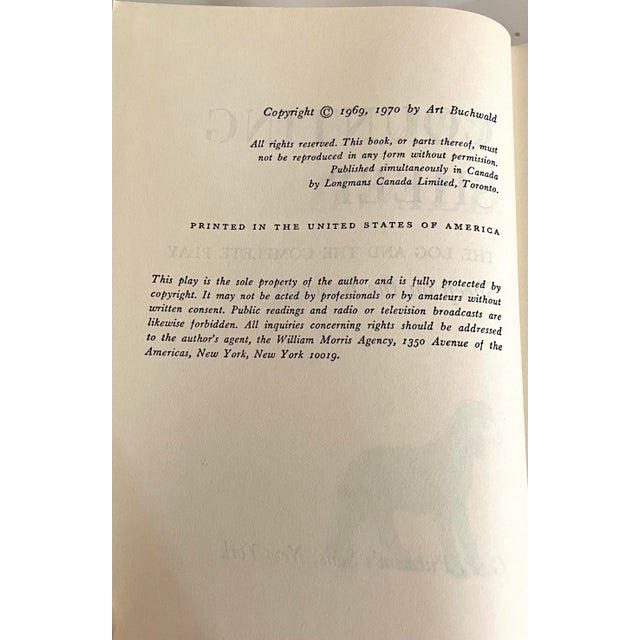 Copyright © 1969, 1970 by Art Buchwald
All rights reserved. This book, or parts thereof, must
not be reproduced in any form without permission.
Published simultaneously in Canada
by Longmans Canada Limited, Toronto.
PRINTED IN THE UNITED STATES OF AMERICA
This play is the sole property of the author and is fully protected by
copyright. It may not be acted by professionals or by amateurs without
written consent. Public readings and radio or television broadcasts are
likewise forbidden. All inquiries concerning rights should be addressed
to the author's agent, the William Morris Agency, 1350 Avenue of the
Americas, New York, New York 10019.